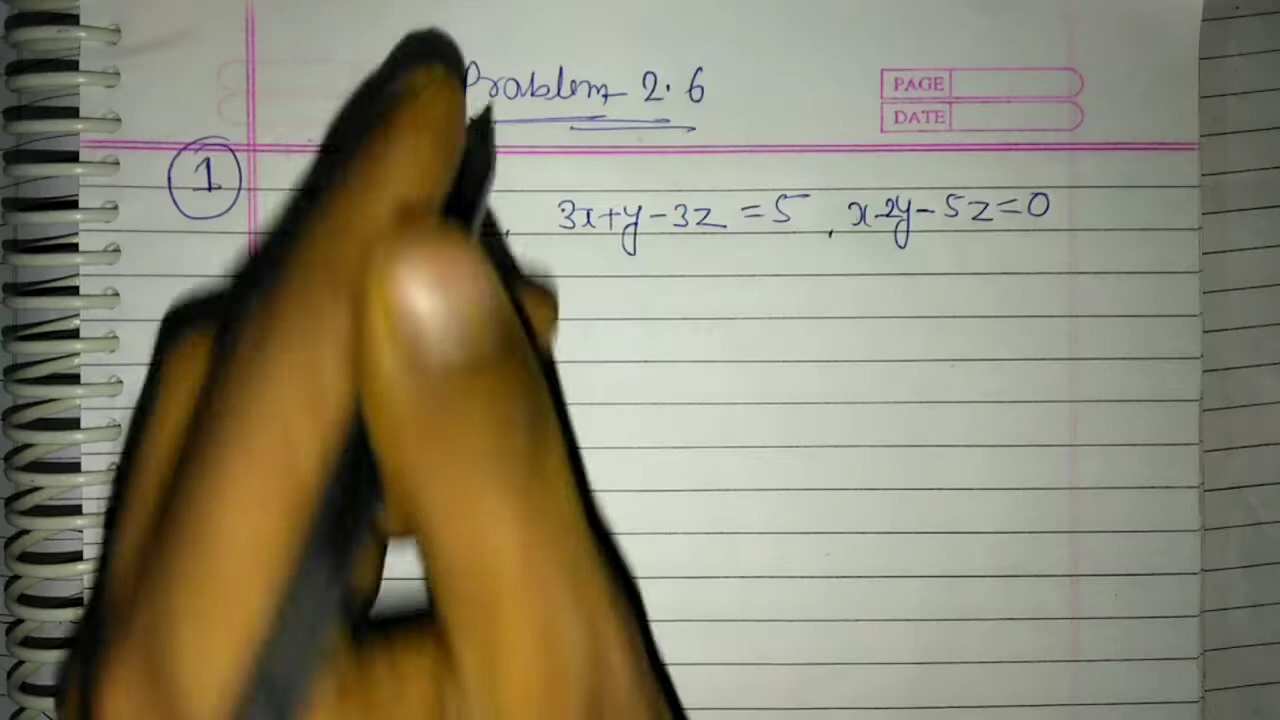 Problem 2.6
PAGE
DATE
1
, 3x+y-3z=5, x-2y-5z=0